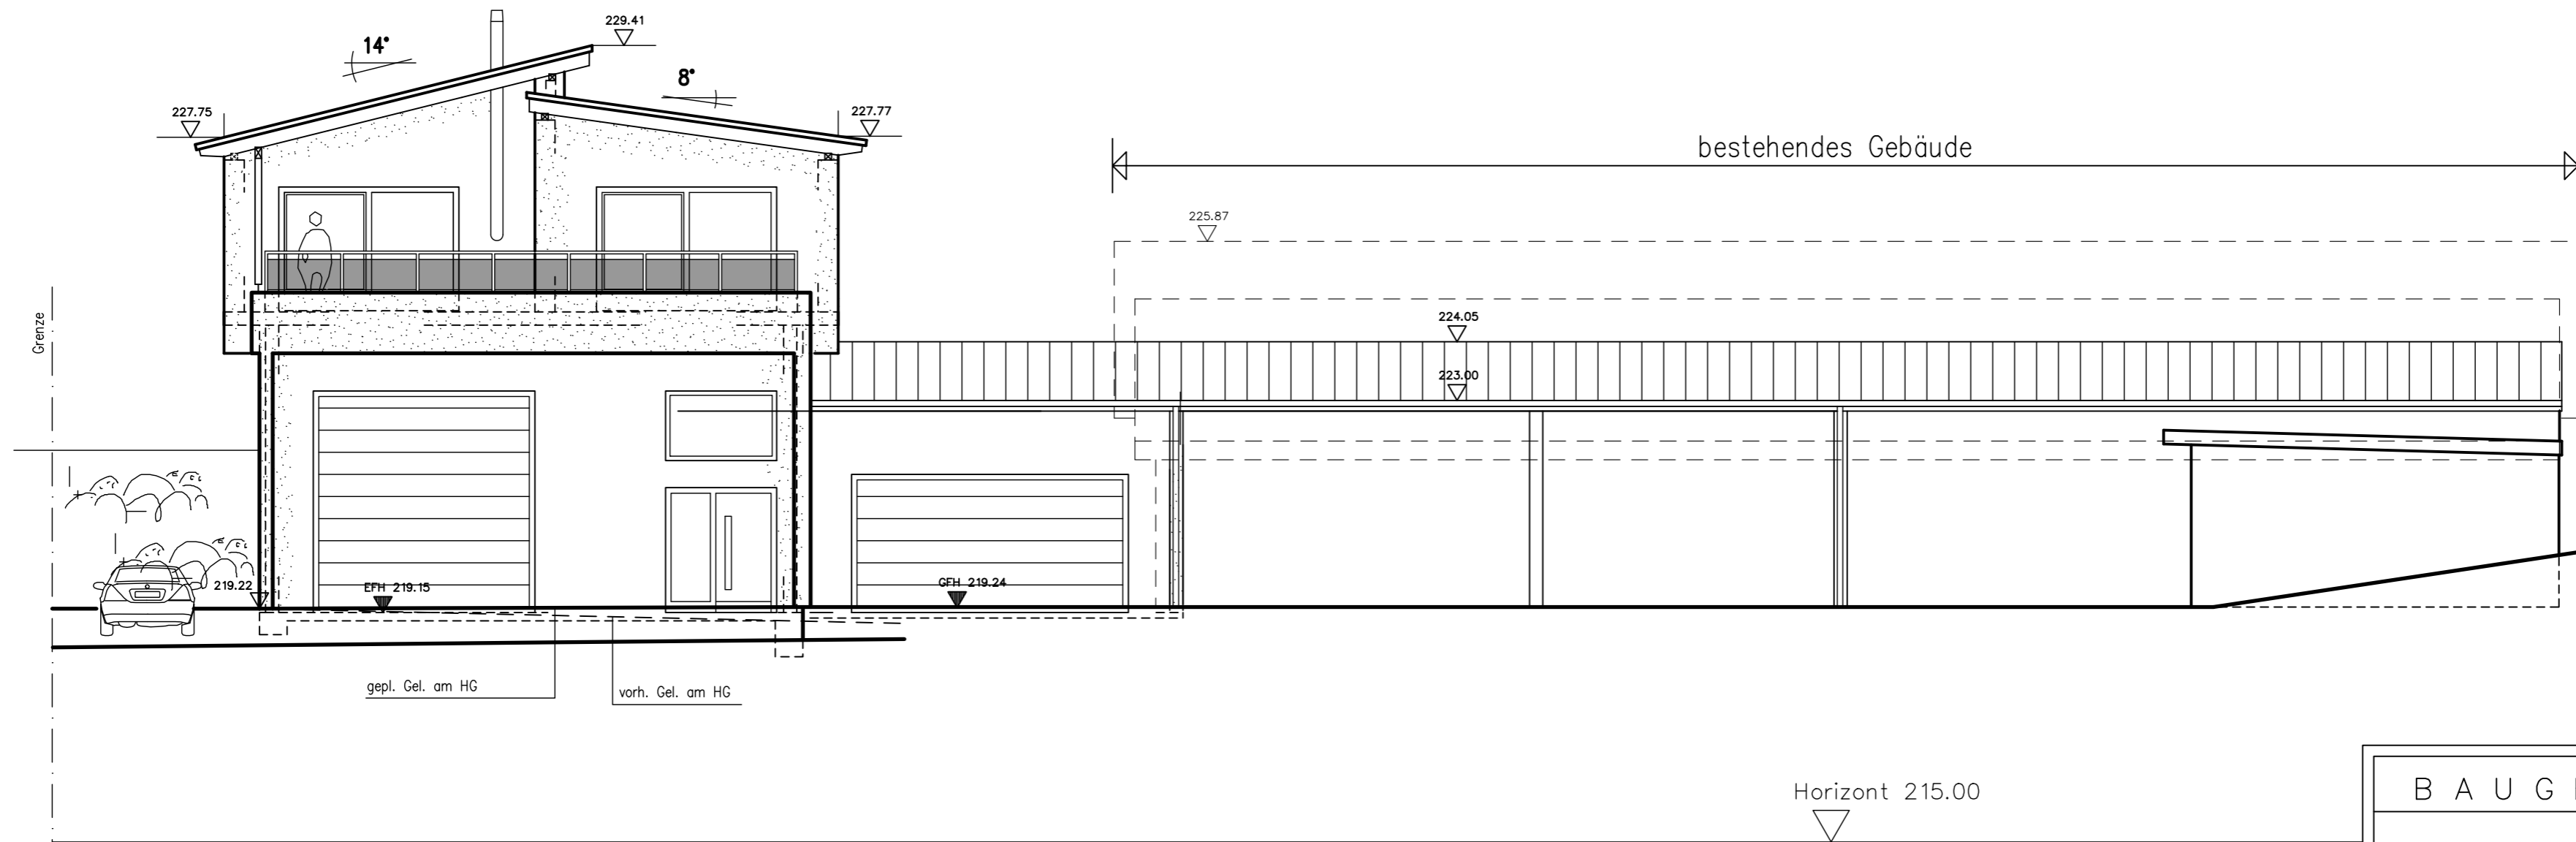 229.41
14°
8°
227.75
227.77
bestehendes Gebäude
225.87
Grenze
224.05
223.00
219.22
EFH 219.15
GFH 219.24
gepl. Gel. am HG
vorh. Gel. am HG
Horizont 215.00